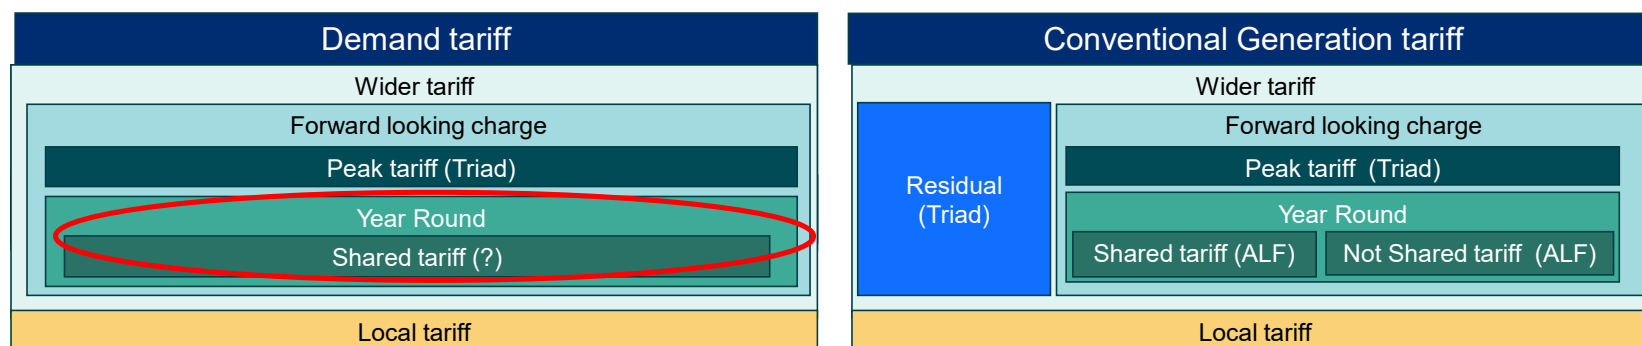 Demand tariff
Wider tariff
Forward looking charge
Peak tariff (Triad)
Year Round
Shared tariff (?)
Local tariff
Conventional Generation tariff
Wider tariff
Residual
(Triad)
Forward looking charge
Peak tariff (Triad)
Year Round
Shared tariff (ALF)
Not Shared tariff (ALF)
Local tariff